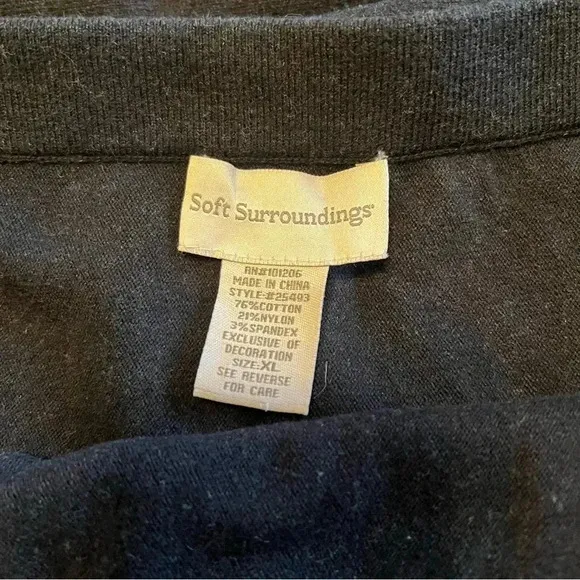 Soft Surroundings®
RN#101206
MADE IN CHINA
STYLE:#25493
76%COTTON
21%NYLON
3%SPANDEX
EXCLUSIVE OF
DECORATION
SIZE:XL
SEE REVERSE
FOR CARE